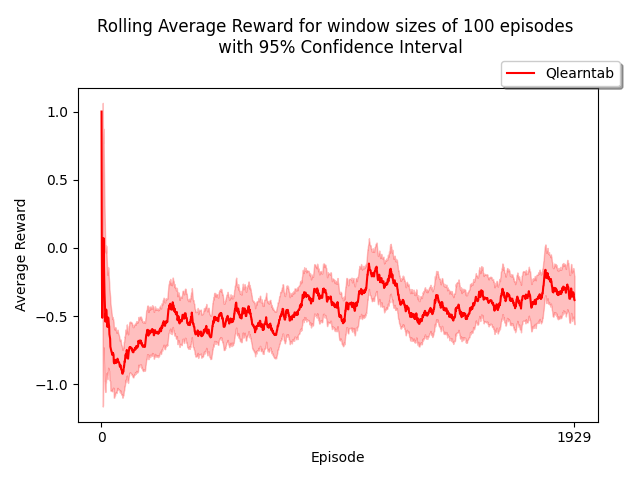 Rolling Average Reward for window sizes of 100 episodes
with 95% Confidence Interval
Qlearntab
1.0
0.5
0.0
−0.5
−1.0
Average Reward
0
1929
Episode